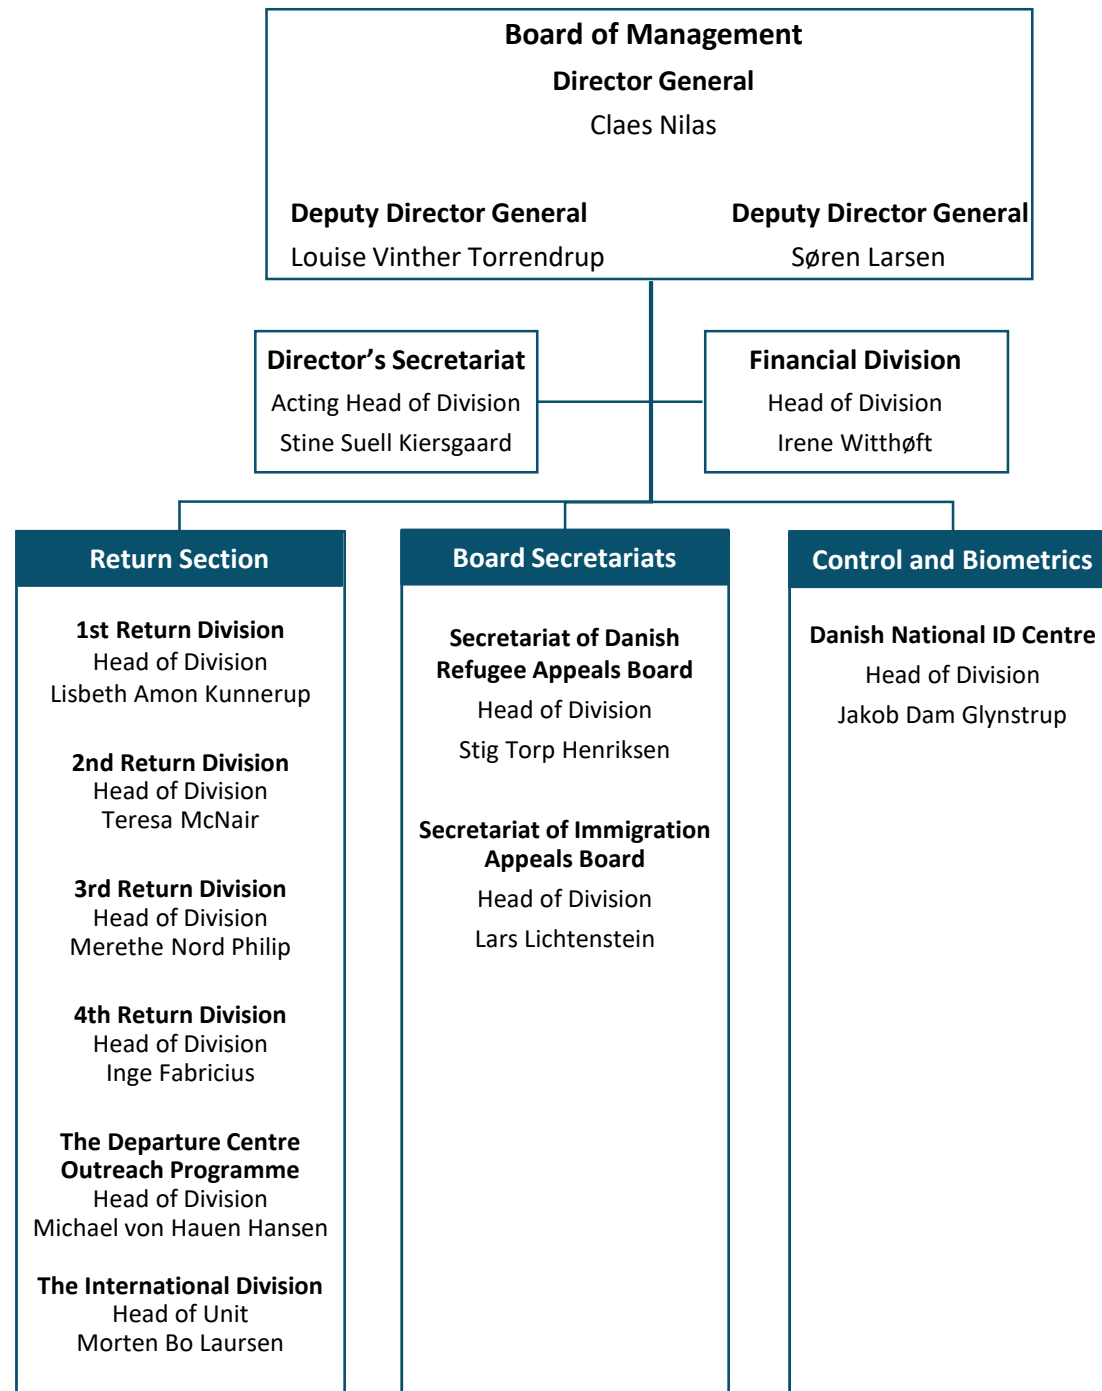 Board of Management
Director General
Claes Nilas
Deputy Director General
Louise Vinther Torrendrup
Deputy Director General
Søren Larsen
Director’s Secretariat
Acting Head of Division
Stine Suell Kiersgaard
Financial Division
Head of Division
Irene Witthøft
Return Section
1st Return Division
Head of Division
Lisbeth Amon Kunnerup
2nd Return Division
Head of Division
Teresa McNair
3rd Return Division
Head of Division
Merethe Nord Philip
4th Return Division
Head of Division
Inge Fabricius
The Departure Centre
Outreach Programme
Head of Division
Michael von Hauen Hansen
The International Division
Head of Unit
Morten Bo Laursen
Board Secretariats
Secretariat of Danish
Refugee Appeals Board
Head of Division
Stig Torp Henriksen
Secretariat of Immigration
Appeals Board
Head of Division
Lars Lichtenstein
Control and Biometrics
Danish National ID Centre
Head of Division
Jakob Dam Glynstrup